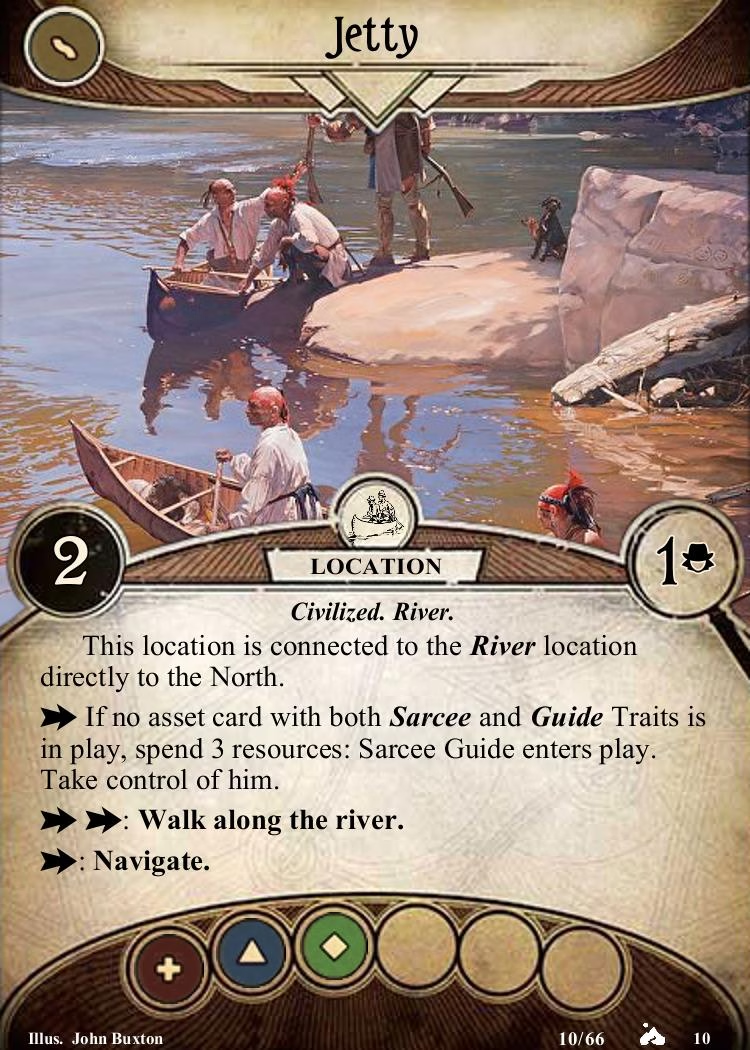 Jetty
2
LOCATION
1
Civilized. River.
This location is connected to the River location
directly to the North.
If no asset card with both Sarcee and Guide Traits is
in play, spend 3 resources: Sarcee Guide enters play.
Take control of him.
: Walk along the river.
: Navigate.
Illus. John Buxton
10/66
10